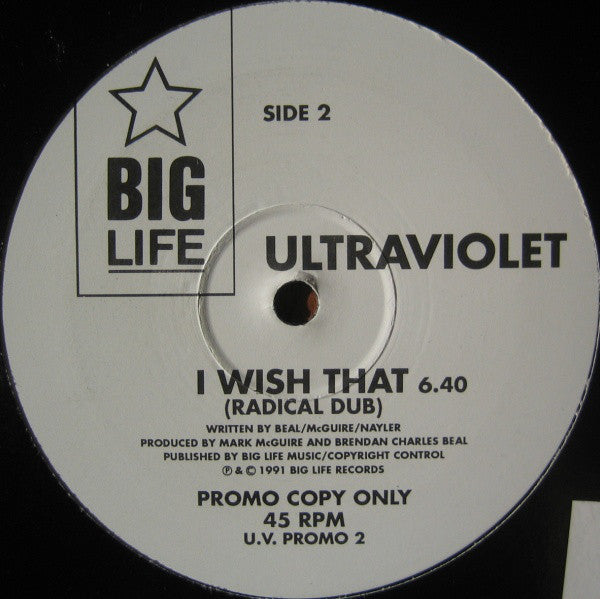 BIG
LIFE
SIDE 2
ULTRAVIOLET
I WISH THAT 6.40
(RADICAL DUB)
WRITTEN BY BEAL/McGUIRE/NAYLER
PRODUCED BY MARK McGUIRE AND BRENDAN CHARLES BEAL
PUBLISHED BY BIG LIFE MUSIC/COPYRIGHT CONTROL
℗ & © 1991 BIG LIFE RECORDS
PROMO COPY ONLY
45 RPM
U.V. PROMO 2